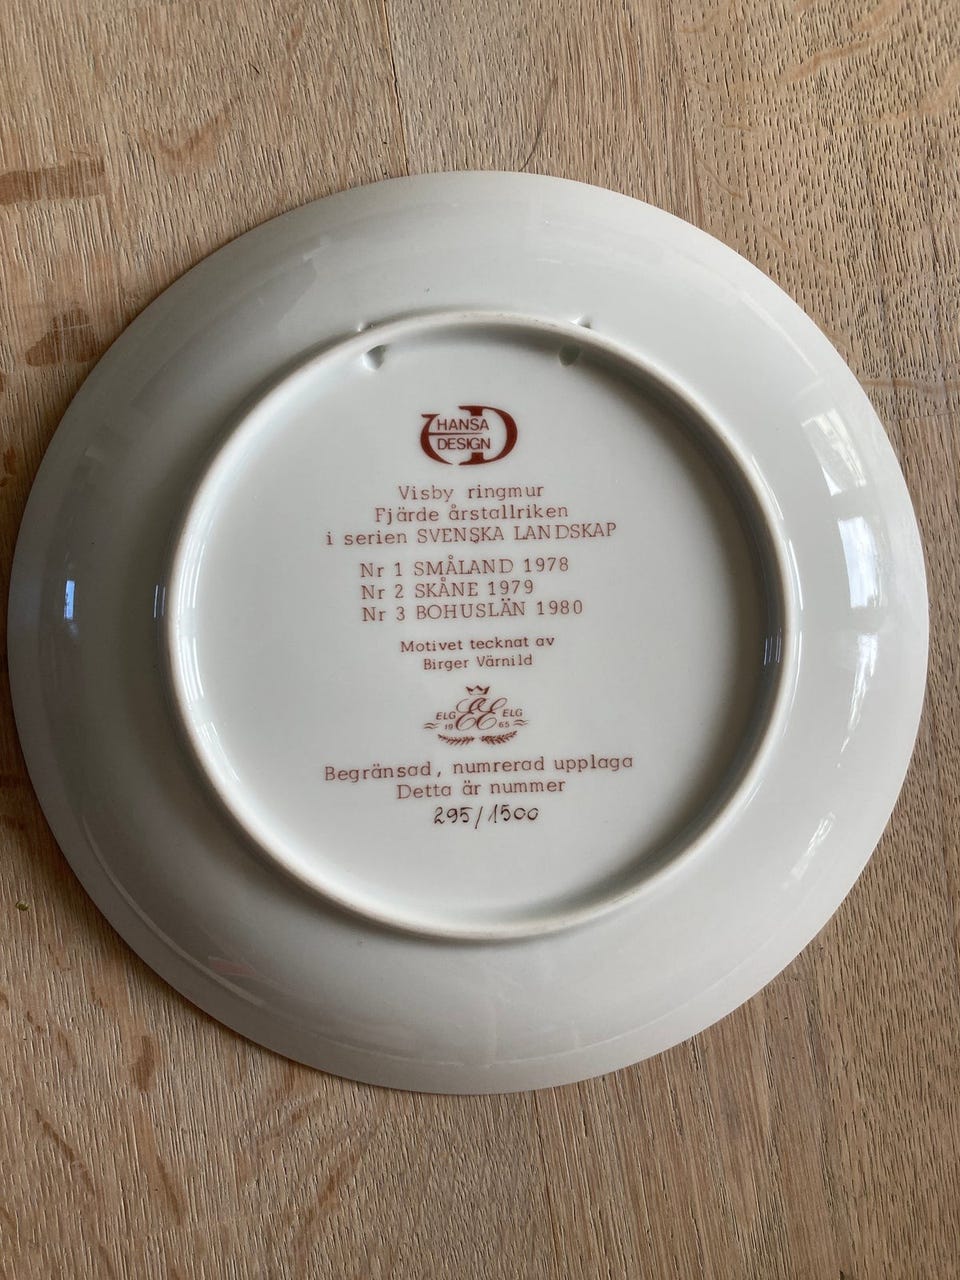 HANSA
DESIGN
Visby ringmur
Fjärde årstallriken
i serien SVENSKA LANDSKAP
Nr 1 SMÅLAND 1978
Nr 2 SKÅNE 1979
Nr 3 BOHUSLÄN 1980
Motivet tecknat av
Birger Värnild
ELG EE ELG
19 65
Begränsad, numrerad upplaga
Detta är nummer
295/1500